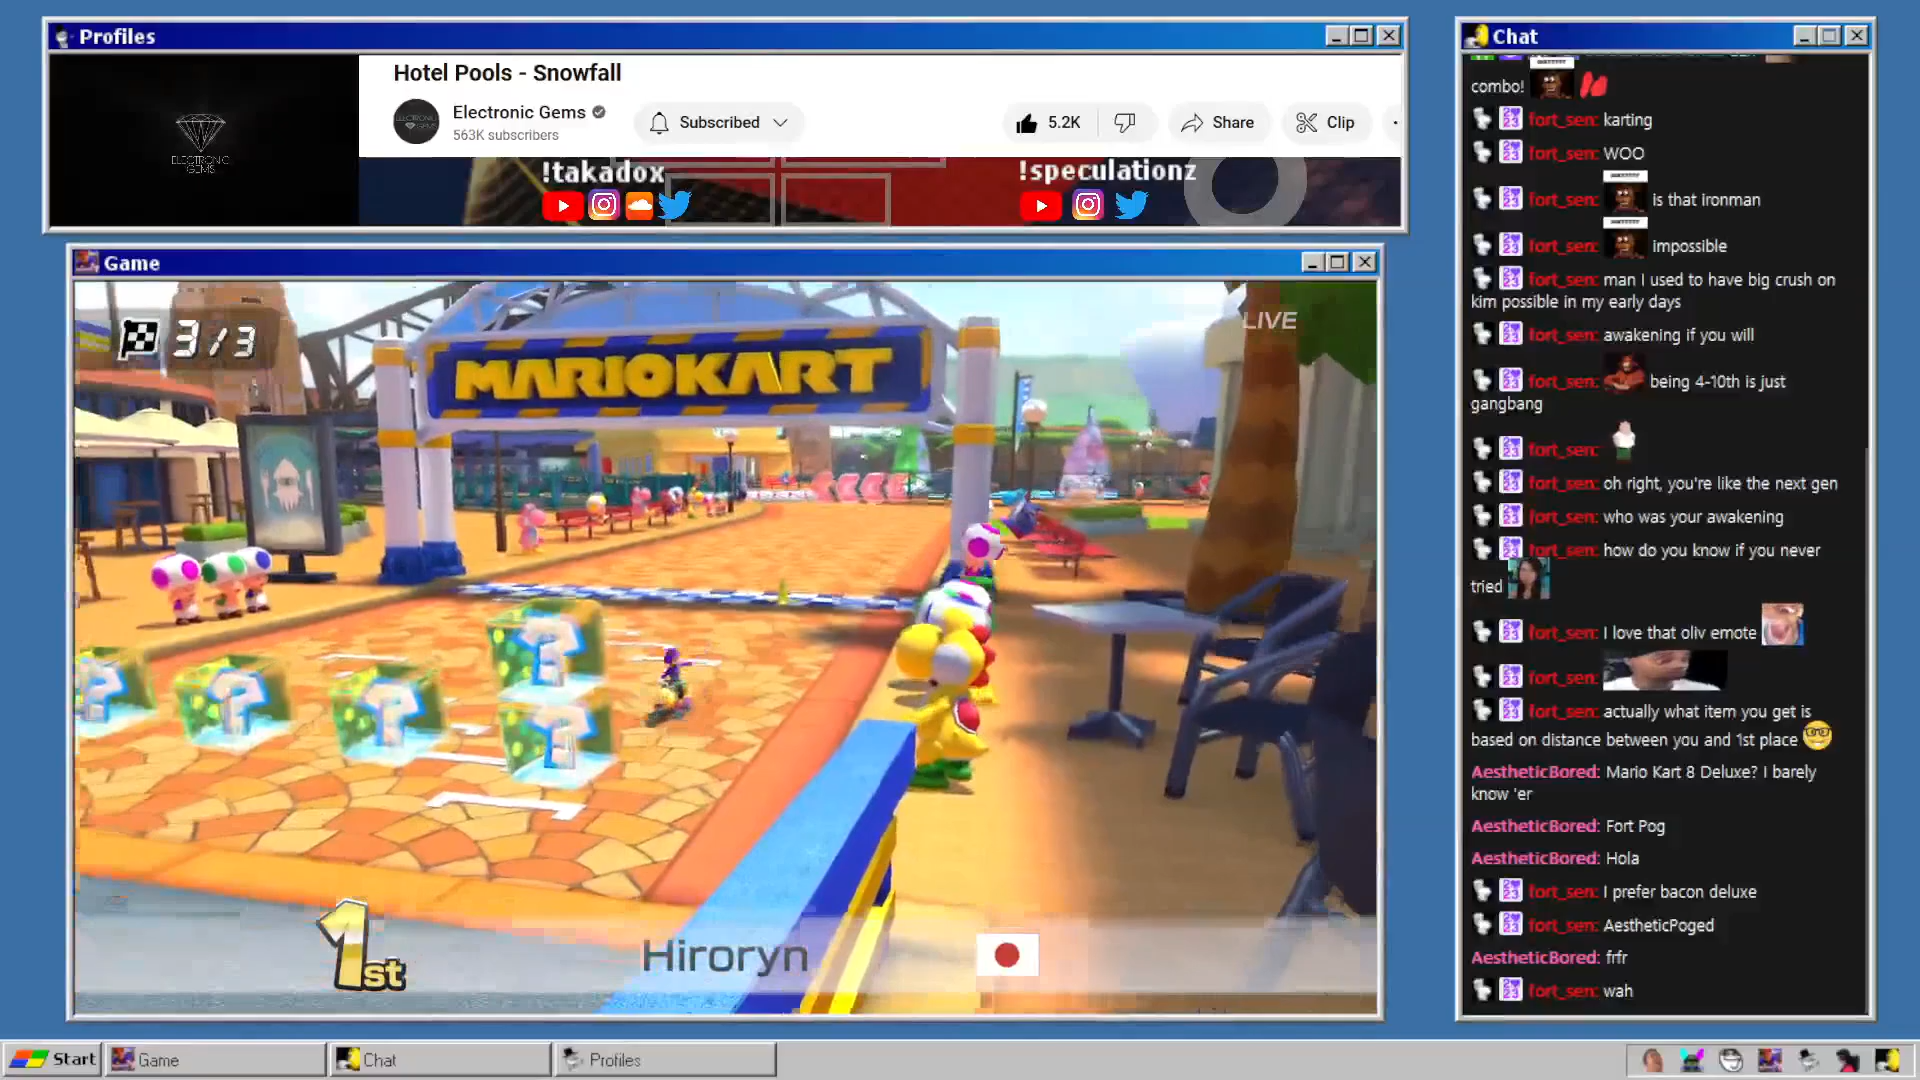 Profiles
ELECTRONIC
GEMS
Hotel Pools - Snowfall
Electronic Gems
563K subscribers
Subscribed
5.2K
Share
Clip
!takadox
!speculationz
Game
3/3
LIVE
MARIOKART
1st
Hiroryn
Chat
combo!
fort_sen: karting
fort_sen: WOO
fort_sen: is that ironman
fort_sen: impossible
fort_sen: man I used to have big crush on
kim possible in my early days
fort_sen: awakening if you will
fort_sen: being 4-10th is just
gangbang
fort_sen:
fort_sen: oh right, you're like the next gen
fort_sen: who was your awakening
fort_sen: how do you know if you never
tried
fort_sen: I love that oliv emote
fort_sen:
fort_sen: actually what item you get is
based on distance between you and 1st place
AestheticBored: Mario Kart 8 Deluxe? I barely
know 'er
AestheticBored: Fort Pog
AestheticBored: Hola
fort_sen: I prefer bacon deluxe
fort_sen: AestheticPoged
AestheticBored: frfr
fort_sen: wah
Start
Game
Chat
Profiles